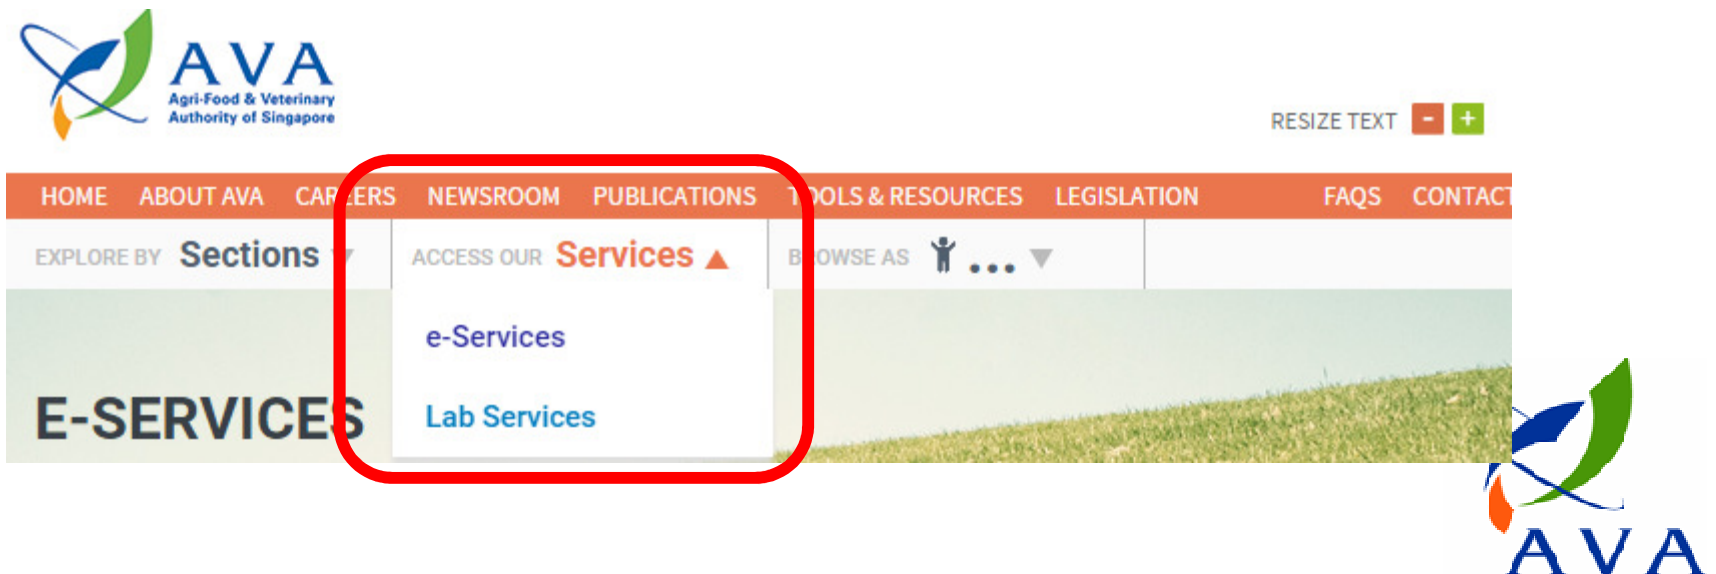 AVA
Agri-Food & Veterinary
Authority of Singapore
RESIZE TEXT - +
HOME ABOUT AVA CAREERS NEWSROOM PUBLICATIONS TOOLS & RESOURCES LEGISLATION FAQS CONTACT
EXPLORE BY Sections ACCESS OUR Services BROWSE AS ...
e-Services
E-SERVICES Lab Services
AVA